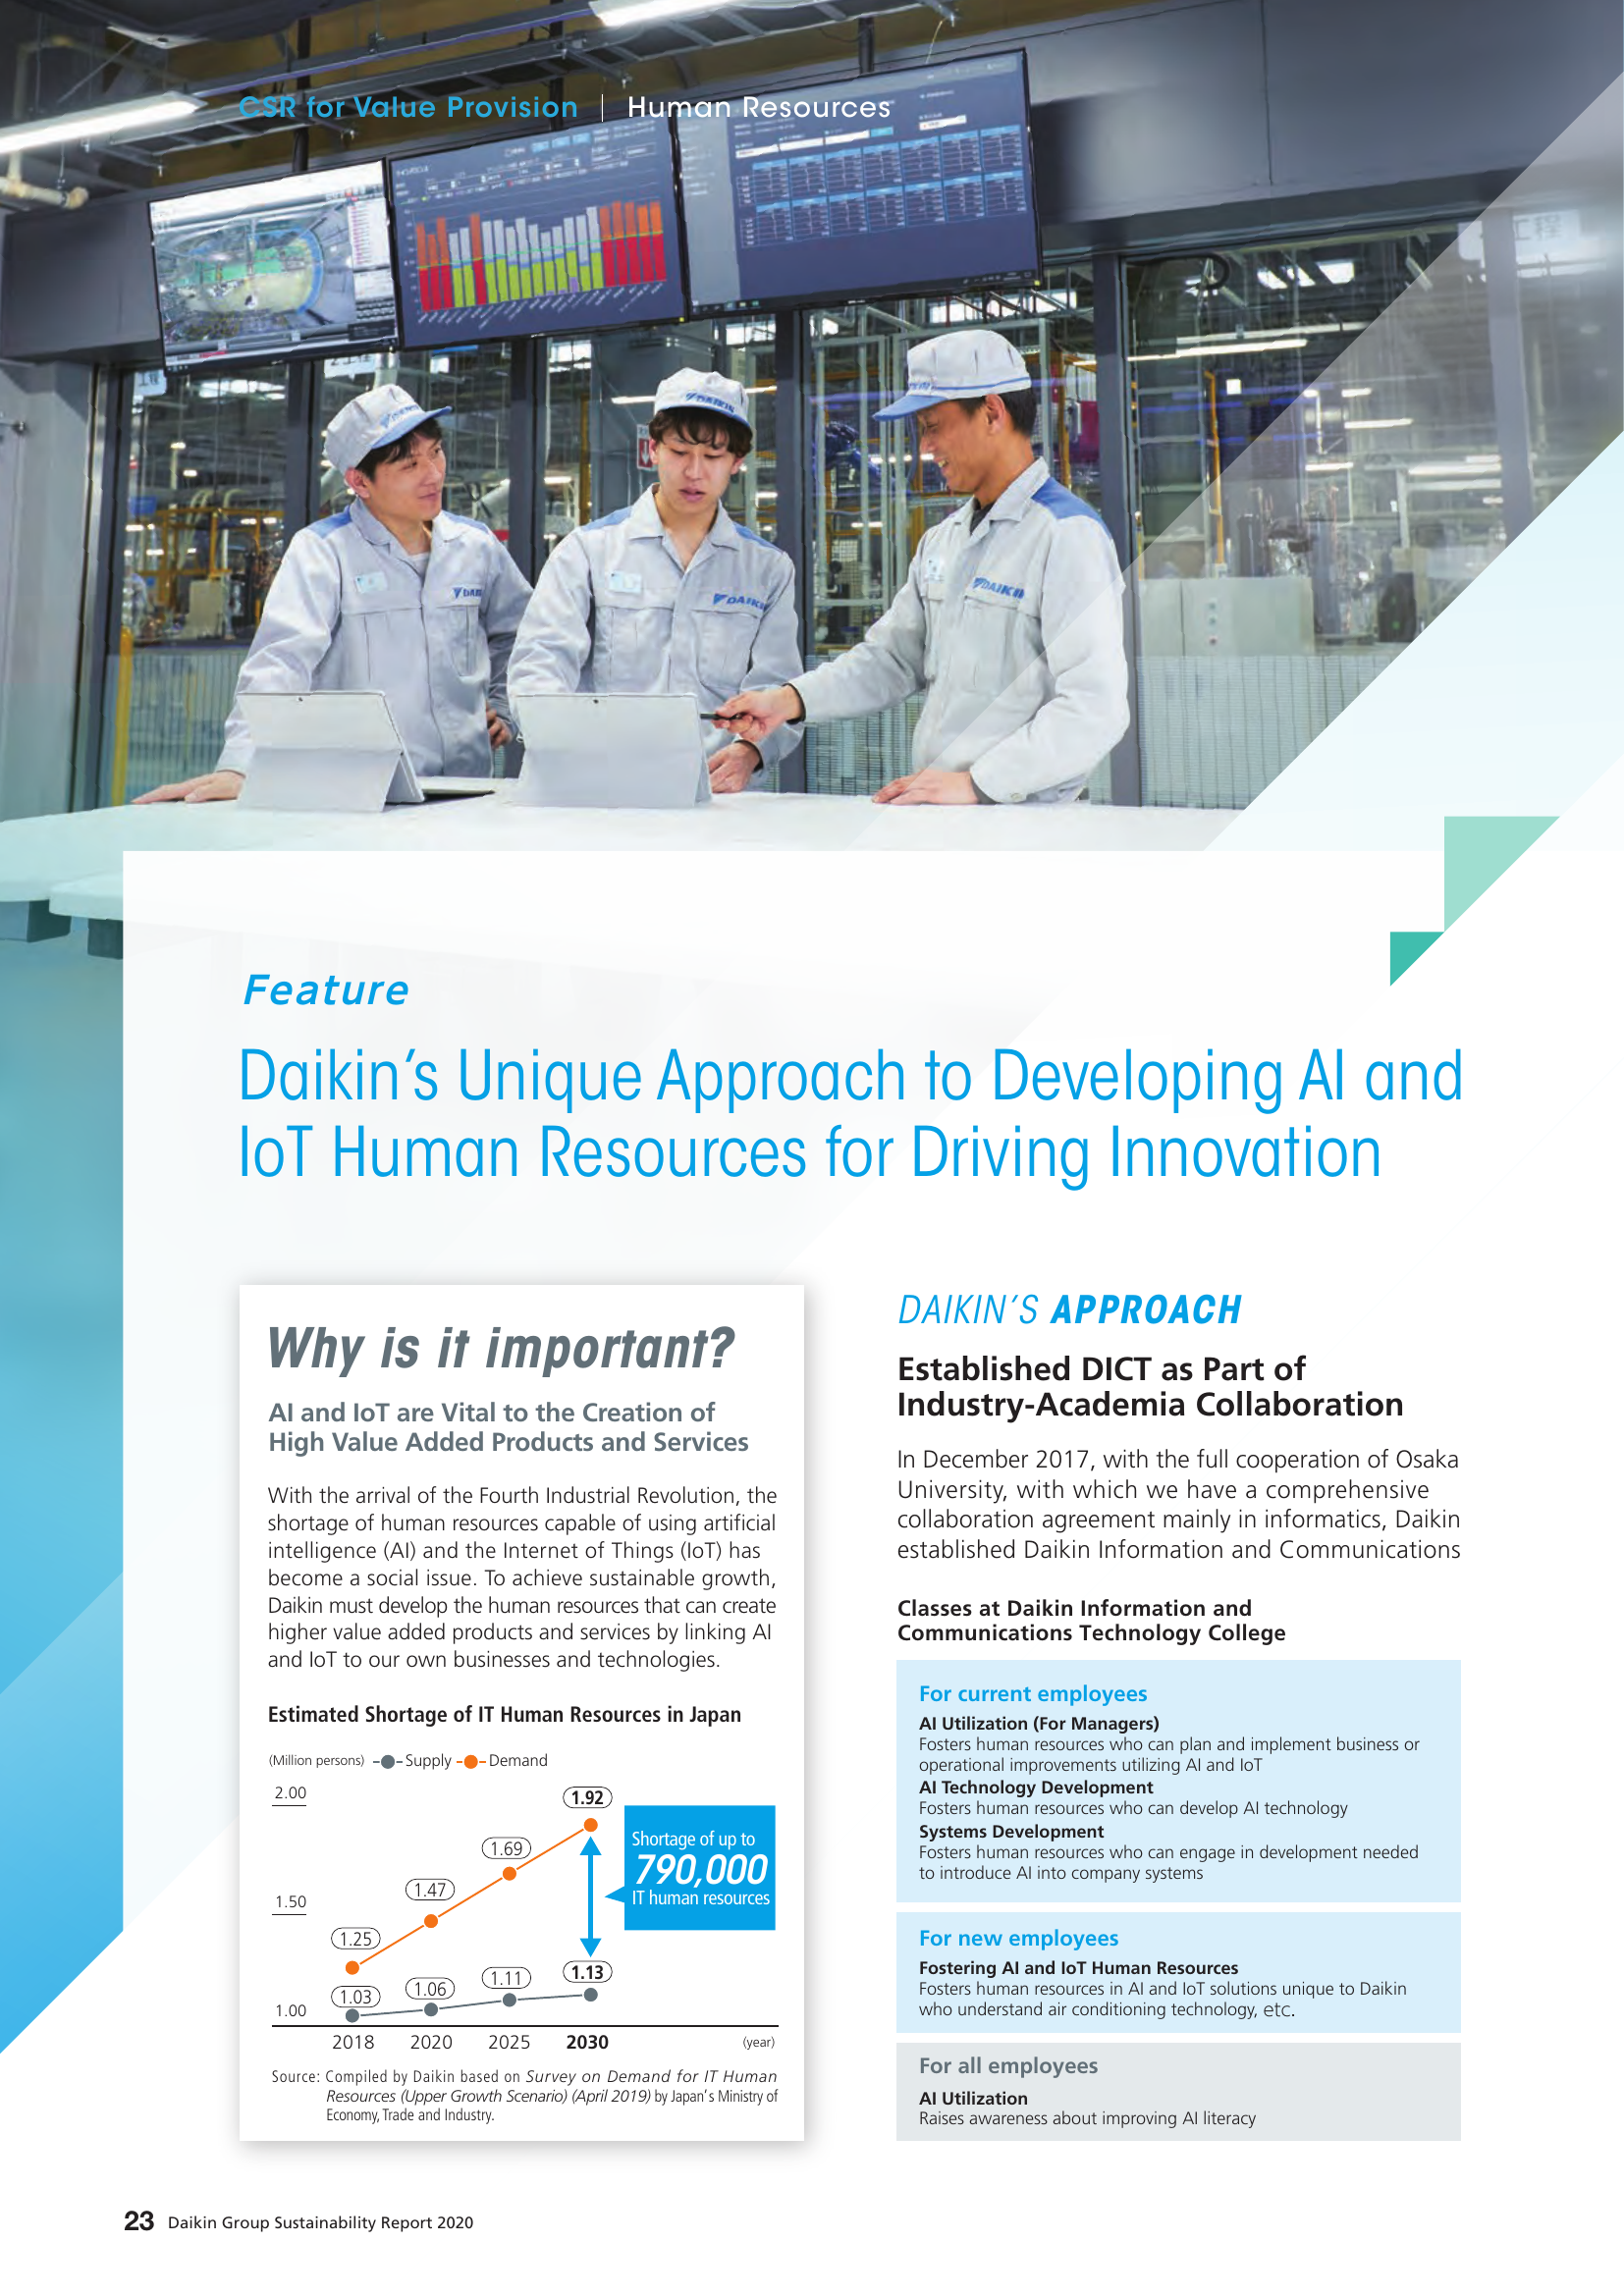 CSR for Value Provision | Human Resources
DAIKIN
DAIKIN
DAIKIN
DAIKIN
Feature
Daikin's Unique Approach to Developing AI and
IoT Human Resources for Driving Innovation
Why is it important?
AI and IoT are Vital to the Creation of
High Value Added Products and Services
With the arrival of the Fourth Industrial Revolution, the
shortage of human resources capable of using artificial
intelligence (AI) and the Internet of Things (IoT) has
become a social issue. To achieve sustainable growth,
Daikin must develop the human resources that can create
higher value added products and services by linking AI
and IoT to our own businesses and technologies.
Estimated Shortage of IT Human Resources in Japan
(Million persons) Supply Demand
2.00
1.92
Shortage of up to
790,000
IT human resources
1.69
1.47
1.50
1.25
1.13
1.11
1.06
1.03
1.00
2018 2020 2025 2030 (year)
Source: Compiled by Daikin based on Survey on Demand for IT Human
Resources (Upper Growth Scenario) (April 2019) by Japan's Ministry of
Economy, Trade and Industry.
DAIKIN'S APPROACH
Established DICT as Part of
Industry-Academia Collaboration
In December 2017, with the full cooperation of Osaka
University, with which we have a comprehensive
collaboration agreement mainly in informatics, Daikin
established Daikin Information and Communications
Classes at Daikin Information and
Communications Technology College
For current employees
AI Utilization (For Managers)
Fosters human resources who can plan and implement business or
operational improvements utilizing AI and IoT
AI Technology Development
Fosters human resources who can develop AI technology
Systems Development
Fosters human resources who can engage in development needed
to introduce AI into company systems
For new employees
Fostering AI and IoT Human Resources
Fosters human resources in AI and IoT solutions unique to Daikin
who understand air conditioning technology, etc.
For all employees
AI Utilization
Raises awareness about improving AI literacy
23 Daikin Group Sustainability Report 2020